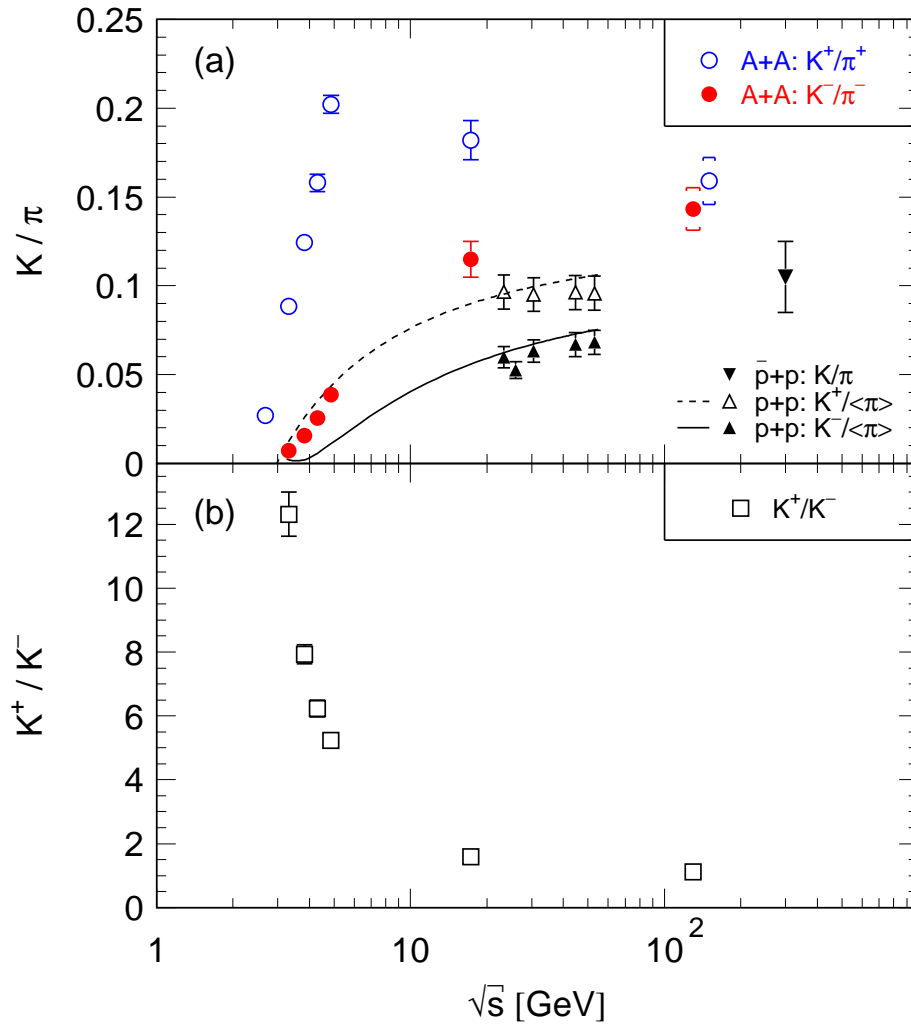 0.25
0.2
0.15
0.1
0.05
0
K / π
(a)
A+A: K⁺/π⁺
A+A: K⁻/π⁻
p̄+p: K/π
p+p: K⁺/<π>
p+p: K⁻/<π>
12
10
8
6
4
2
0
K⁺ / K⁻
(b)
K⁺/K⁻
1
10
10²
√s [GeV]